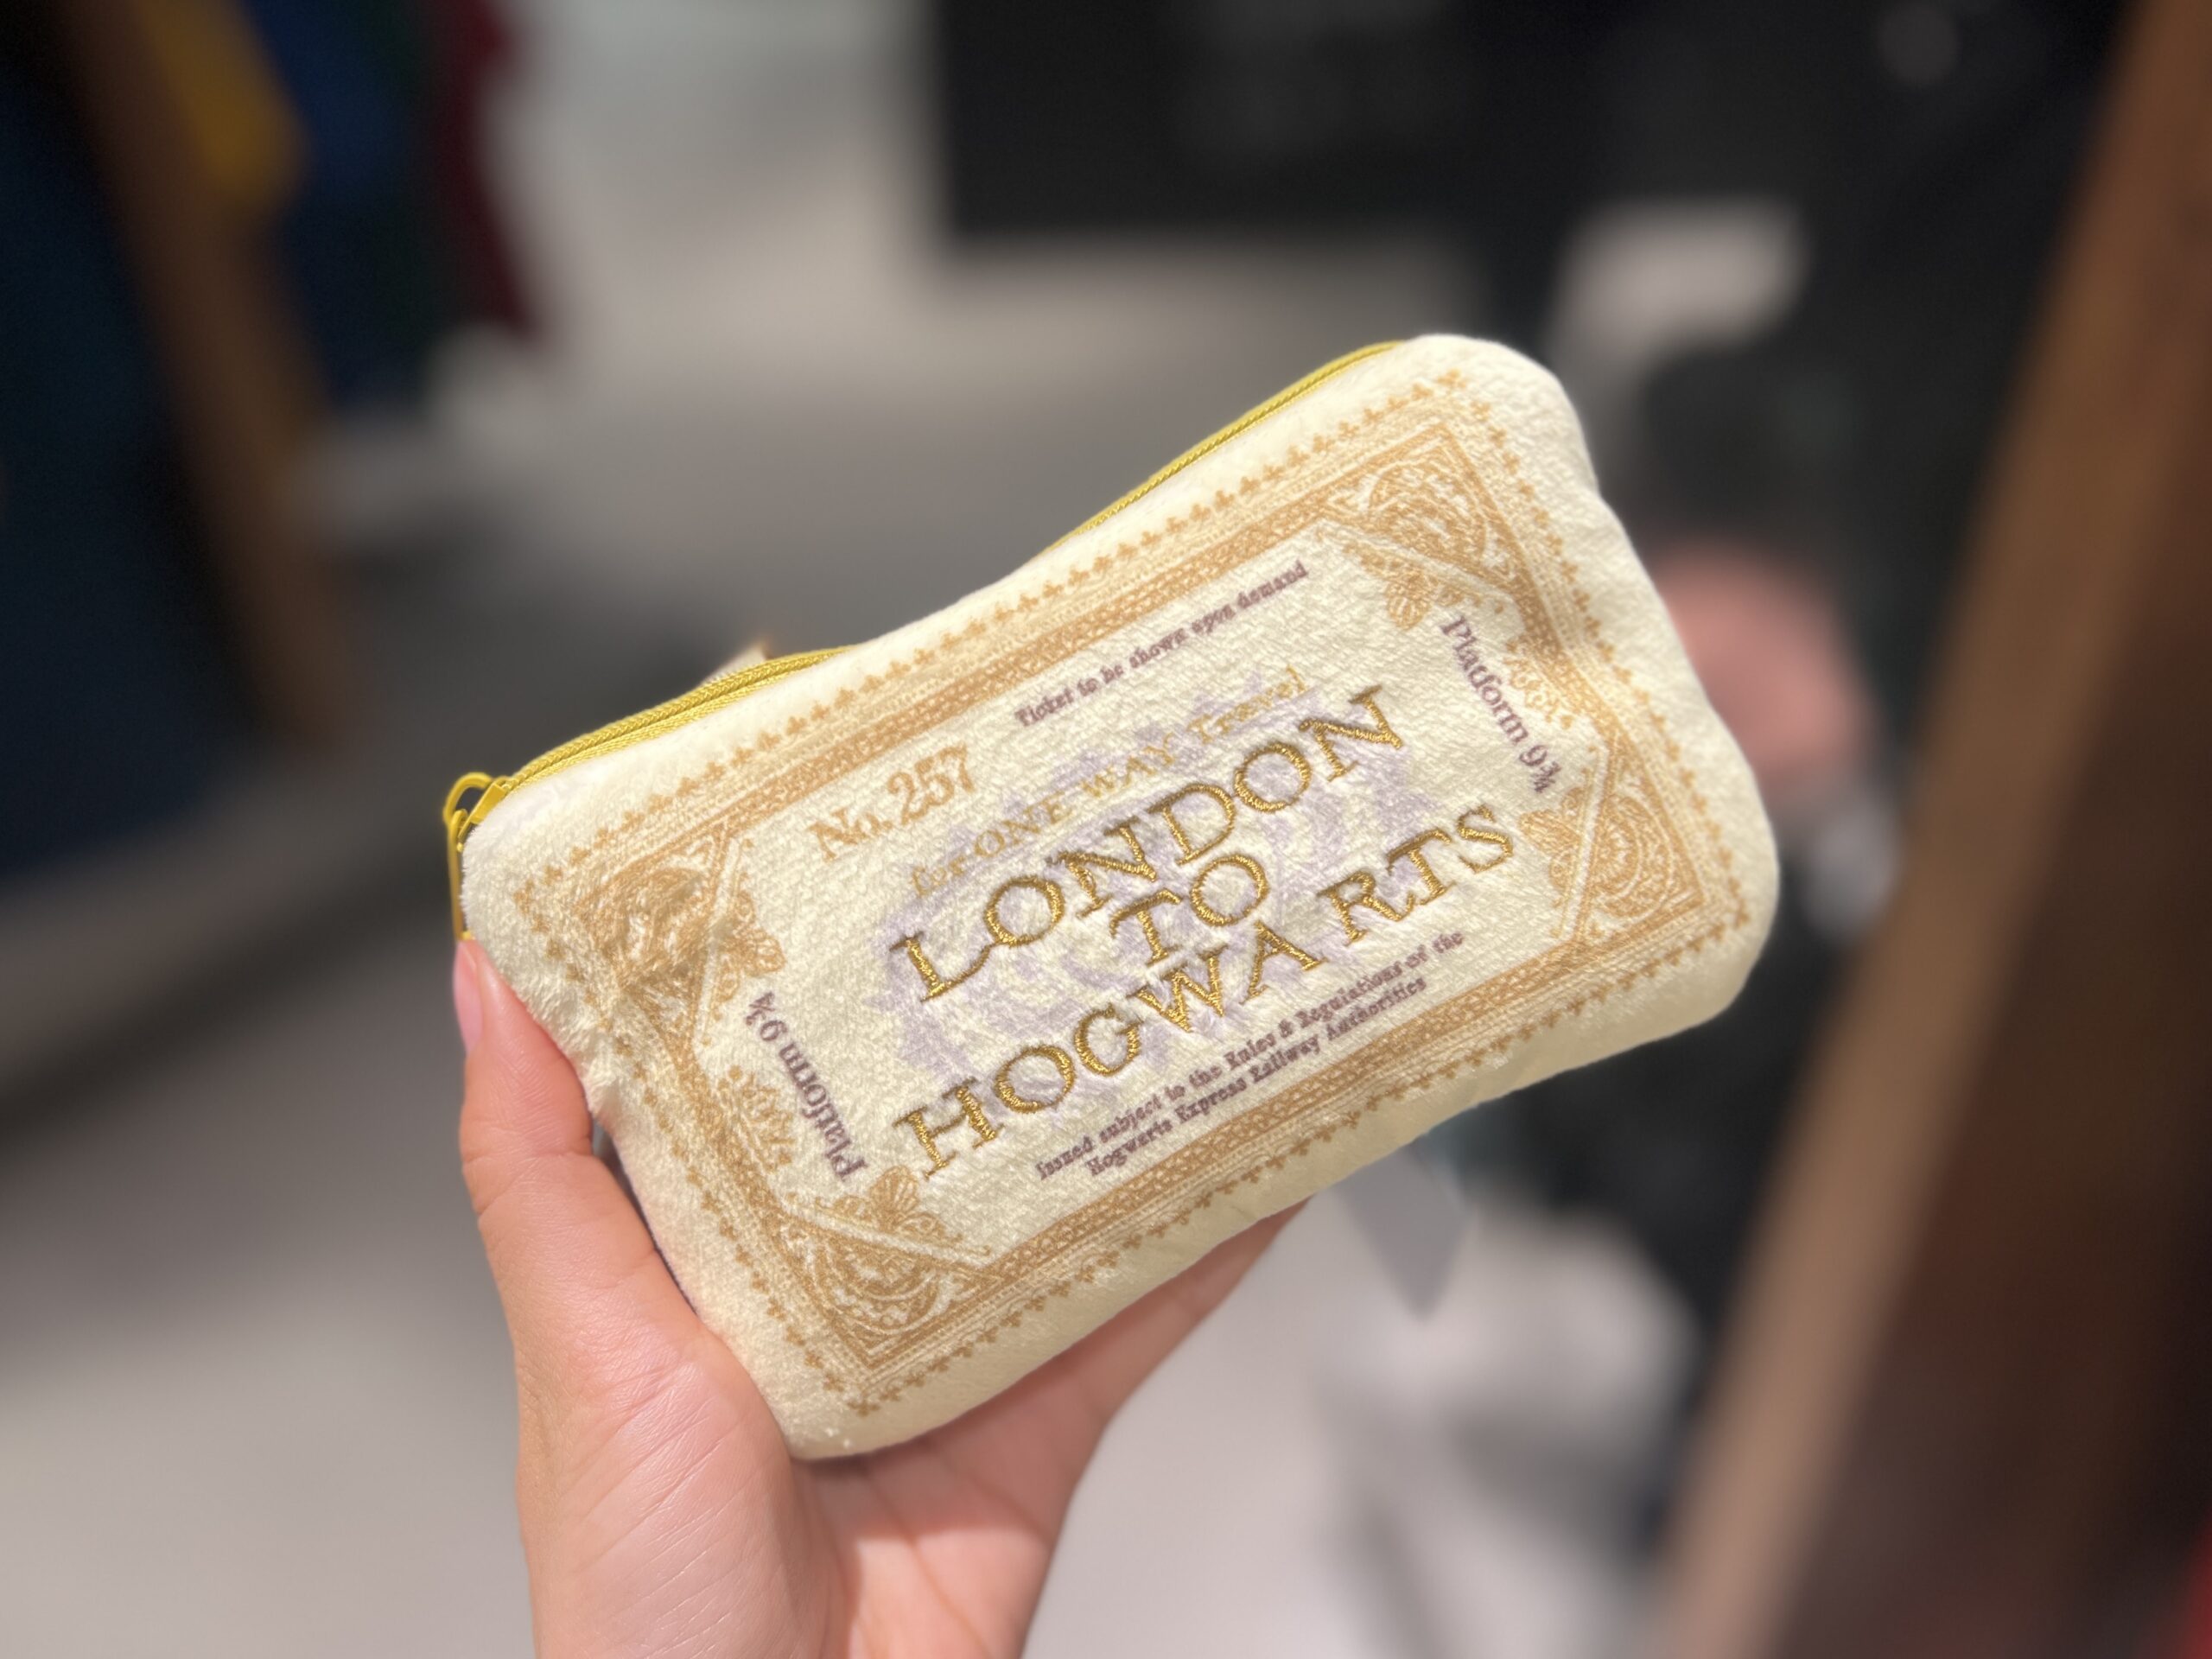 Ticket to be shown upon demand
No. 257
for ONE WAY travel
LONDON
TO
HOGWARTS
Issued subject to the Rules & Regulations of the
Hogwarts Express Railway Authorities
Platform 9¾
Platform 9¾